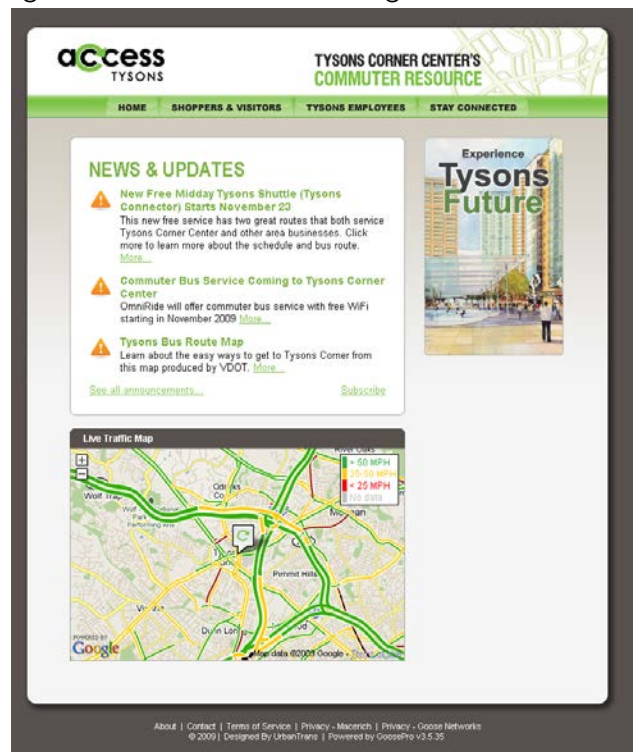 access
TYSONS
TYSONS CORNER CENTER'S
COMMUTER RESOURCE
HOME SHOPPERS & VISITORS TYSONS EMPLOYEES STAY CONNECTED
NEWS & UPDATES
New Free Midday Tysons Shuttle (Tysons
Connector) Starts November 23
This new free service has two great routes that both service
Tysons Corner Center and other area businesses. Click
more to learn more about the schedule and bus route.
More...
Commuter Bus Service Coming to Tysons Corner
Center
OmniRide will offer commuter bus service with free WiFi
starting in November 2009 More...
Tysons Bus Route Map
Learn about the easy ways to get to Tysons Corner from
this map produced by VDOT. More...
See all announcements... Subscribe
Experience
Tysons
Future
Live Traffic Map
River Oaks
> 50 MPH
25-50 MPH
< 25 MPH
No data
Wolf Trap
Pimmit Hills
POWERED BY
Google
Map data ©2009 Google - Terms of Use
About | Contact | Terms of Service | Privacy - Macerich | Privacy - Goose Networks
© 2009 | Designed By UrbanTrans | Powered by GoosePro v3.5.35